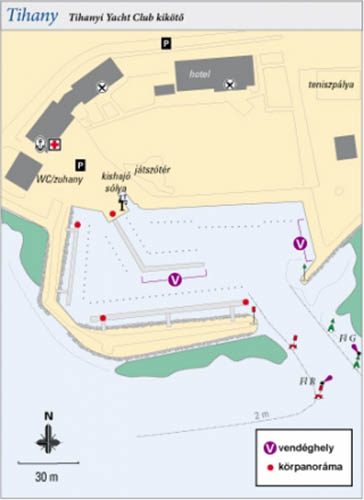 Tihany Tihanyi Yacht Club kikötő
P
hotel
teniszpálya
P
WC/zuhany
kishajó
sólya
játszótér
V
V
Fl G
Fl R
2 m
N
30 m
V vendéghely
körpanoráma